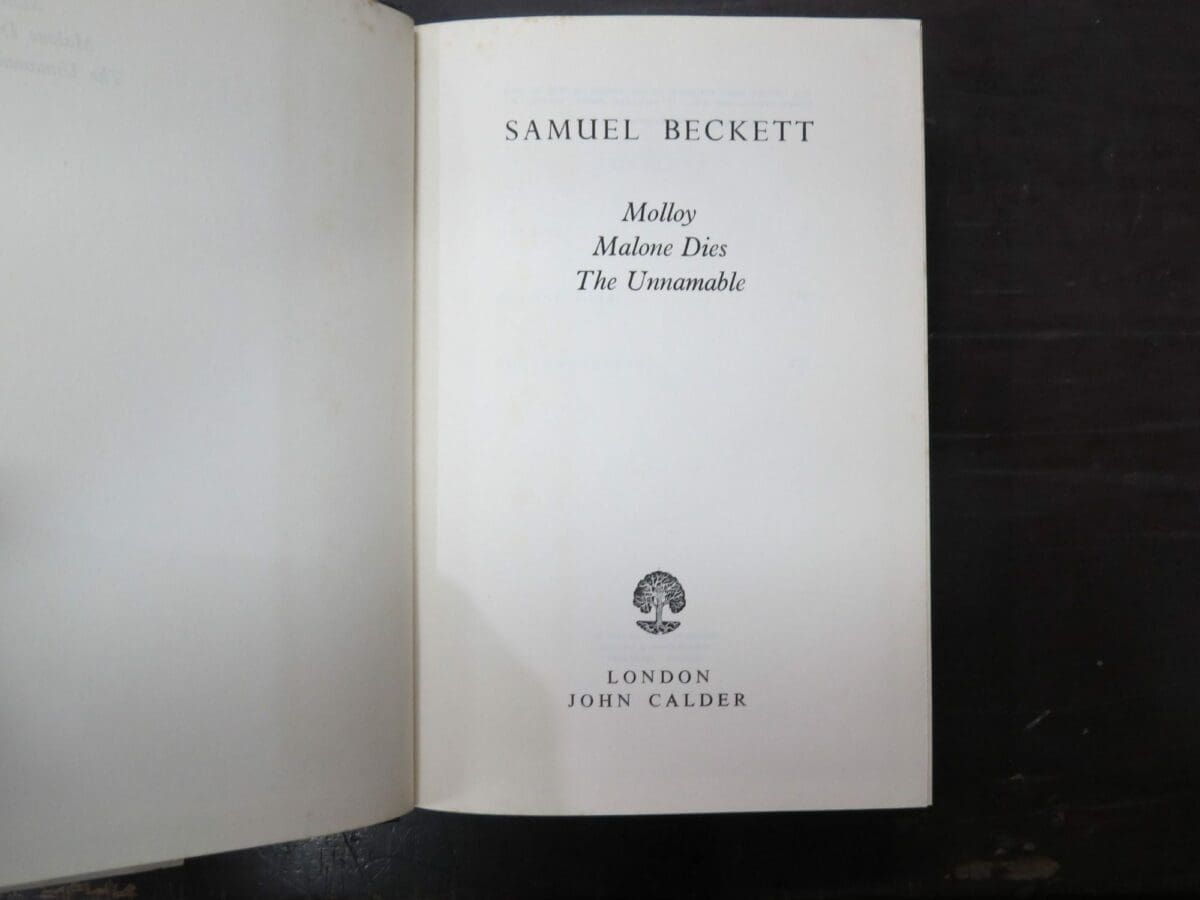 SAMUEL BECKETT
Molloy
Malone Dies
The Unnamable
LONDON
JOHN CALDER